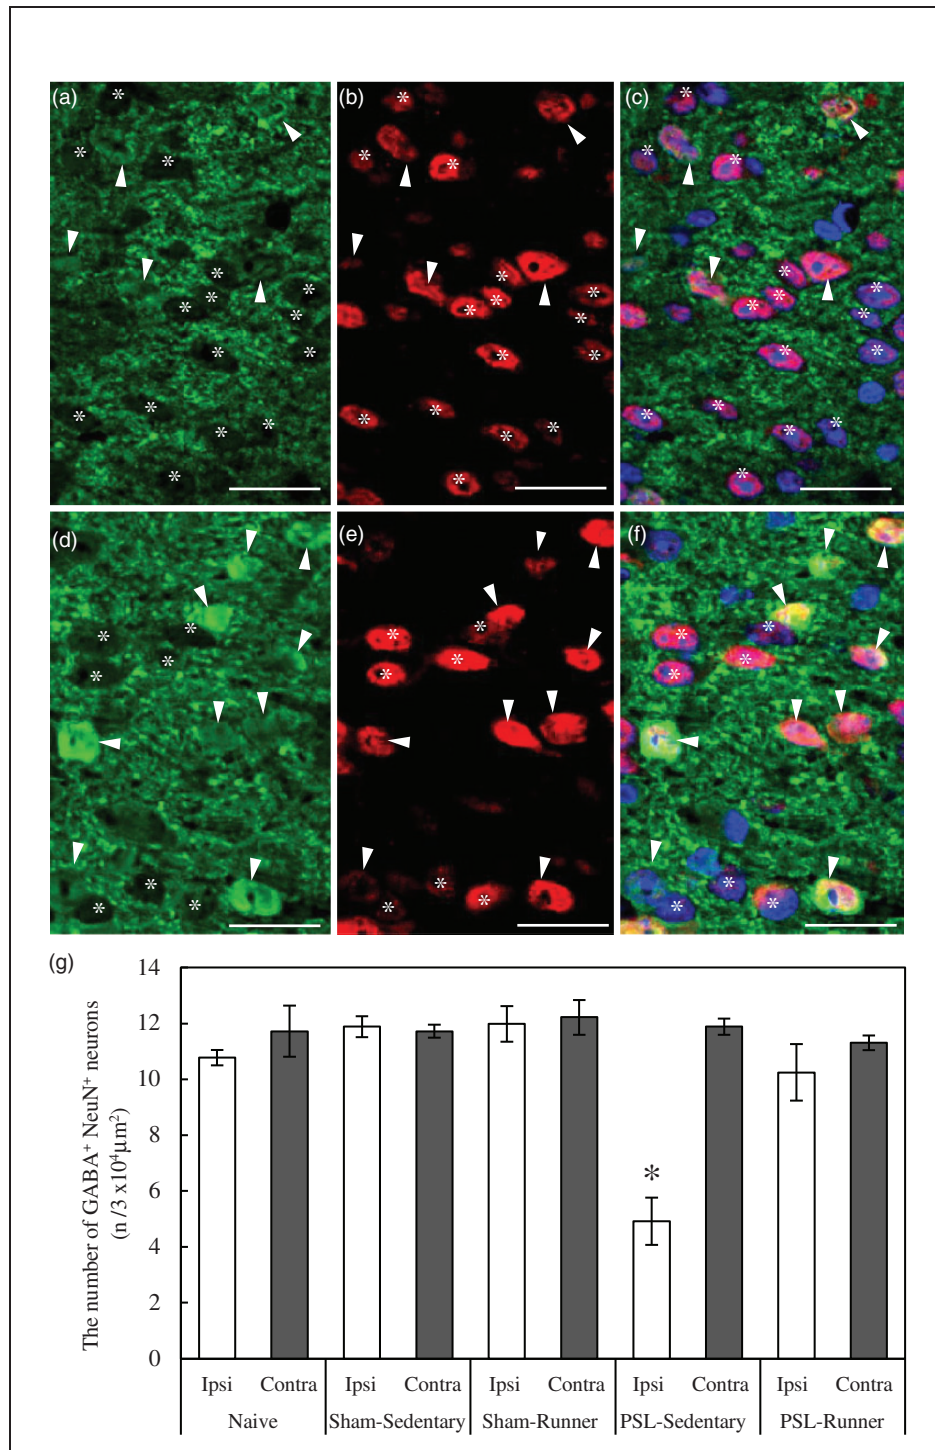 (a)
(b)
(c)
(d)
(e)
(f)
(g)
The number of GABA⁺ NeuN⁺ neurons
(n /3 x10⁴μm²)
14
12
10
8
6
4
2
0
*
Ipsi Contra Ipsi Contra Ipsi Contra Ipsi Contra Ipsi Contra
Naive Sham-Sedentary Sham-Runner PSL-Sedentary PSL-Runner